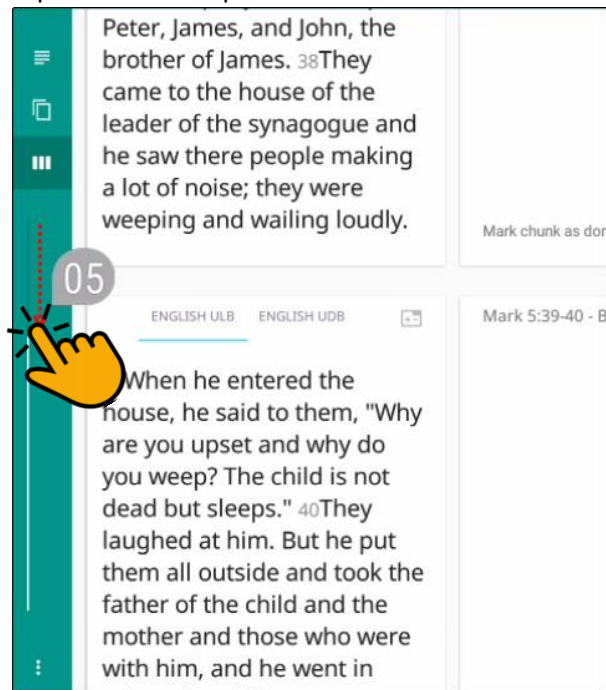 Peter, James, and John, the
brother of James. 38They
came to the house of the
leader of the synagogue and
he saw there people making
a lot of noise; they were
weeping and wailing loudly.
Mark chunk as
05
ENGLISH ULB ENGLISH UDB
Mark 5:39-40 -
When he entered the
house, he said to them, "Why
are you upset and why do
you weep? The child is not
dead but sleeps." 40They
laughed at him. But he put
them all outside and took the
father of the child and the
mother and those who were
with him, and he went in